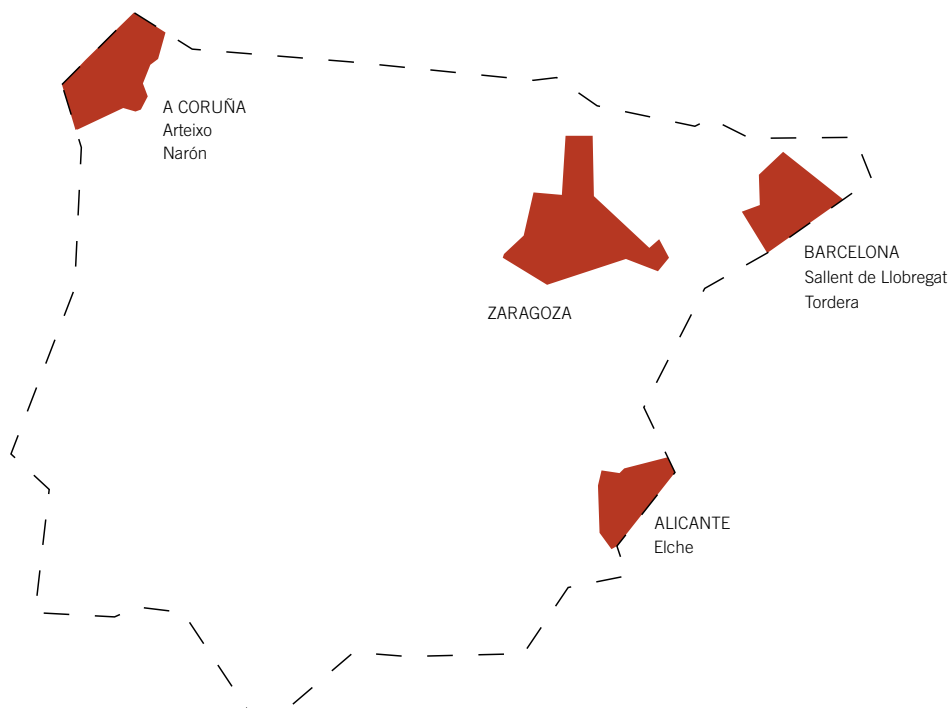 A CORUÑA
Arteixo
Narón
BARCELONA
Sallent de Llobregat
Tordera
ZARAGOZA
ALICANTE
Elche